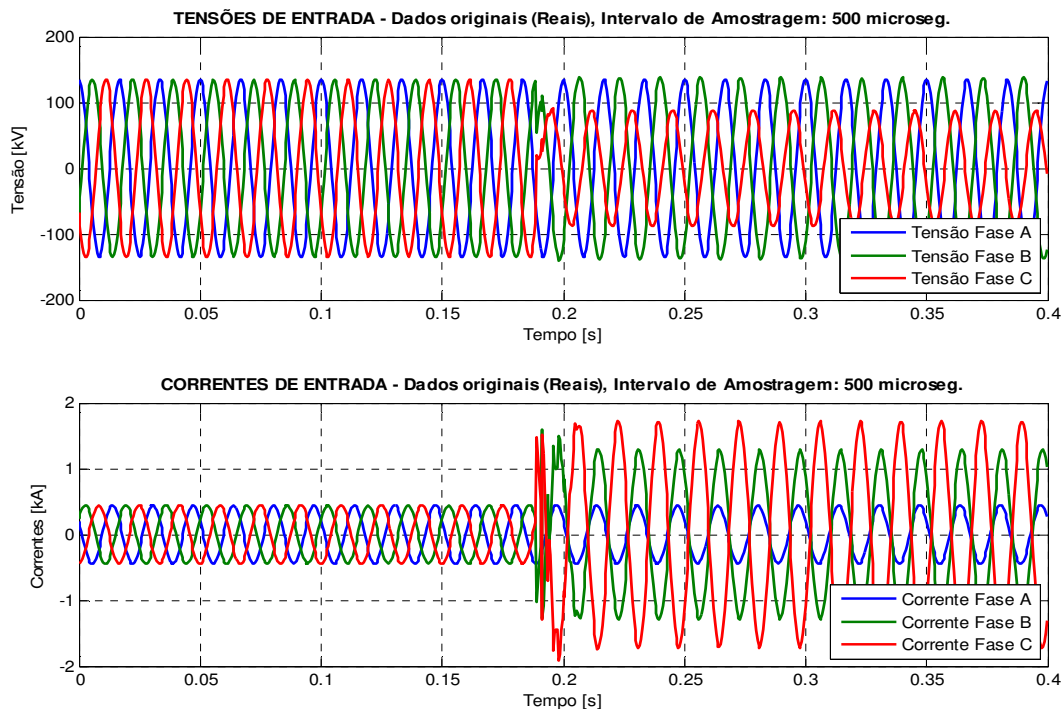 TENSÕES DE ENTRADA - Dados originais (Reais), Intervalo de Amostragem: 500 microseg.
200
100
0
-100
-200
Tensão [kV]
Tensão Fase A
Tensão Fase B
Tensão Fase C
0 0.05 0.1 0.15 0.2 0.25 0.3 0.35 0.4
Tempo [s]
CORRENTES DE ENTRADA - Dados originais (Reais), Intervalo de Amostragem: 500 microseg.
2
1
0
-1
-2
Correntes [kA]
Corrente Fase A
Corrente Fase B
Corrente Fase C
0 0.05 0.1 0.15 0.2 0.25 0.3 0.35 0.4
Tempo [s]